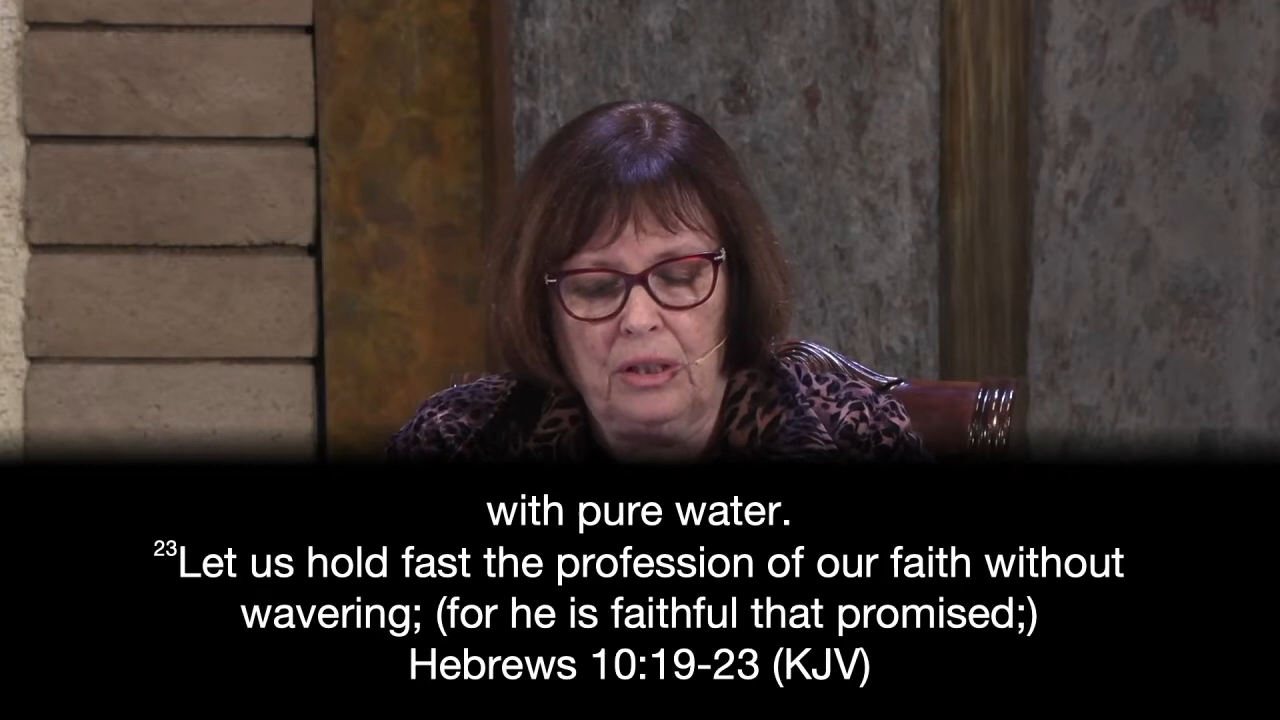 with pure water.
23Let us hold fast the profession of our faith without
wavering; (for he is faithful that promised;)
Hebrews 10:19-23 (KJV)